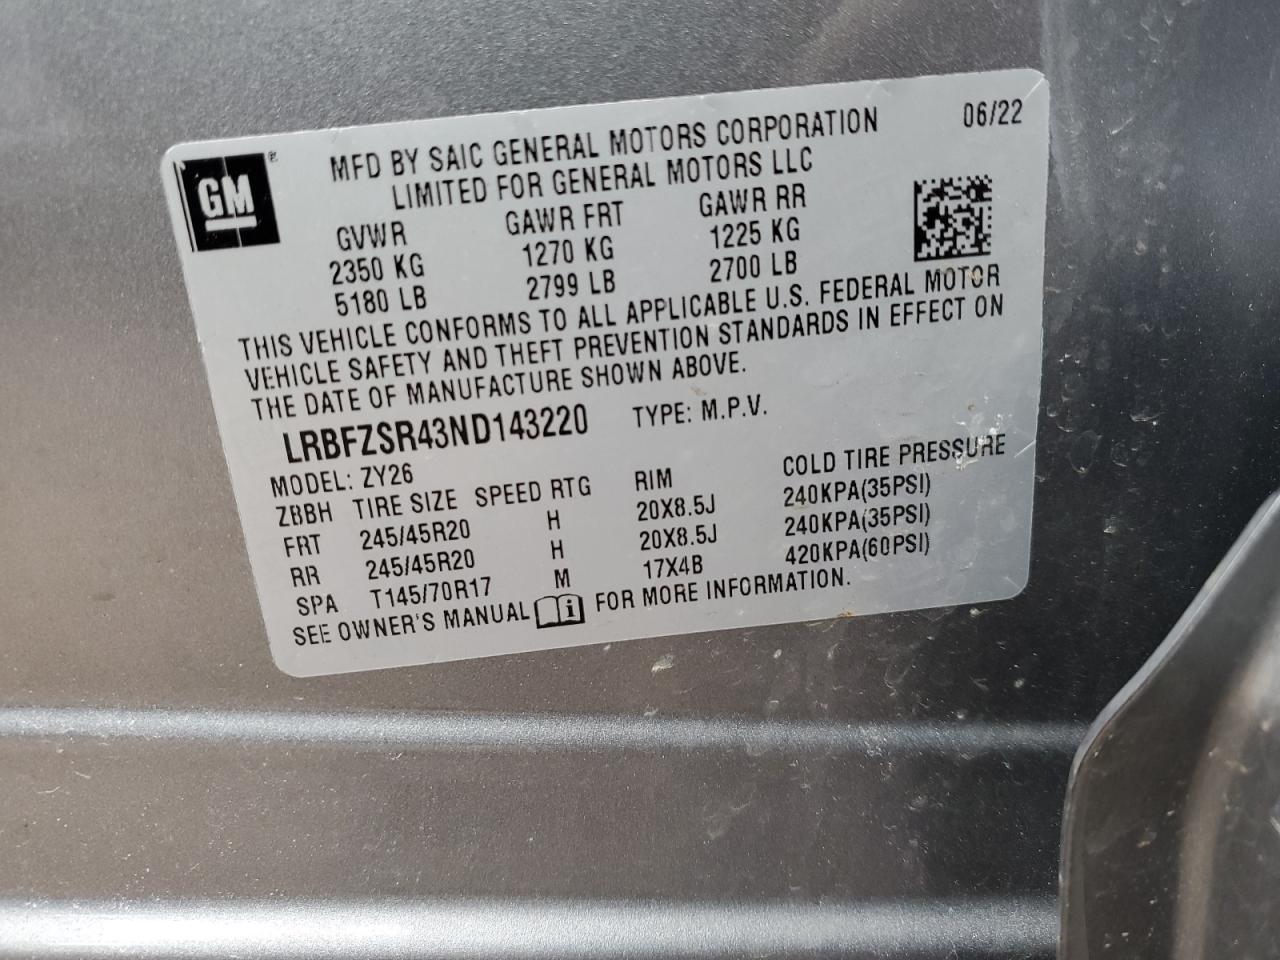 GM ®
MFD BY SAIC GENERAL MOTORS CORPORATION 06/22
LIMITED FOR GENERAL MOTORS LLC
GVWR GAWR FRT GAWR RR
2350 KG 1270 KG 1225 KG
5180 LB 2799 LB 2700 LB
THIS VEHICLE CONFORMS TO ALL APPLICABLE U.S. FEDERAL MOTOR
VEHICLE SAFETY AND THEFT PREVENTION STANDARDS IN EFFECT ON
THE DATE OF MANUFACTURE SHOWN ABOVE.
LRBFZSR43ND143220 TYPE: M.P.V.
MODEL: ZY26
ZBBH TIRE SIZE SPEED RTG RIM COLD TIRE PRESSURE
FRT 245/45R20 H 20X8.5J 240KPA(35PSI)
RR 245/45R20 H 20X8.5J 240KPA(35PSI)
SPA T145/70R17 M 17X4B 420KPA(60PSI)
SEE OWNER'S MANUAL i FOR MORE INFORMATION.